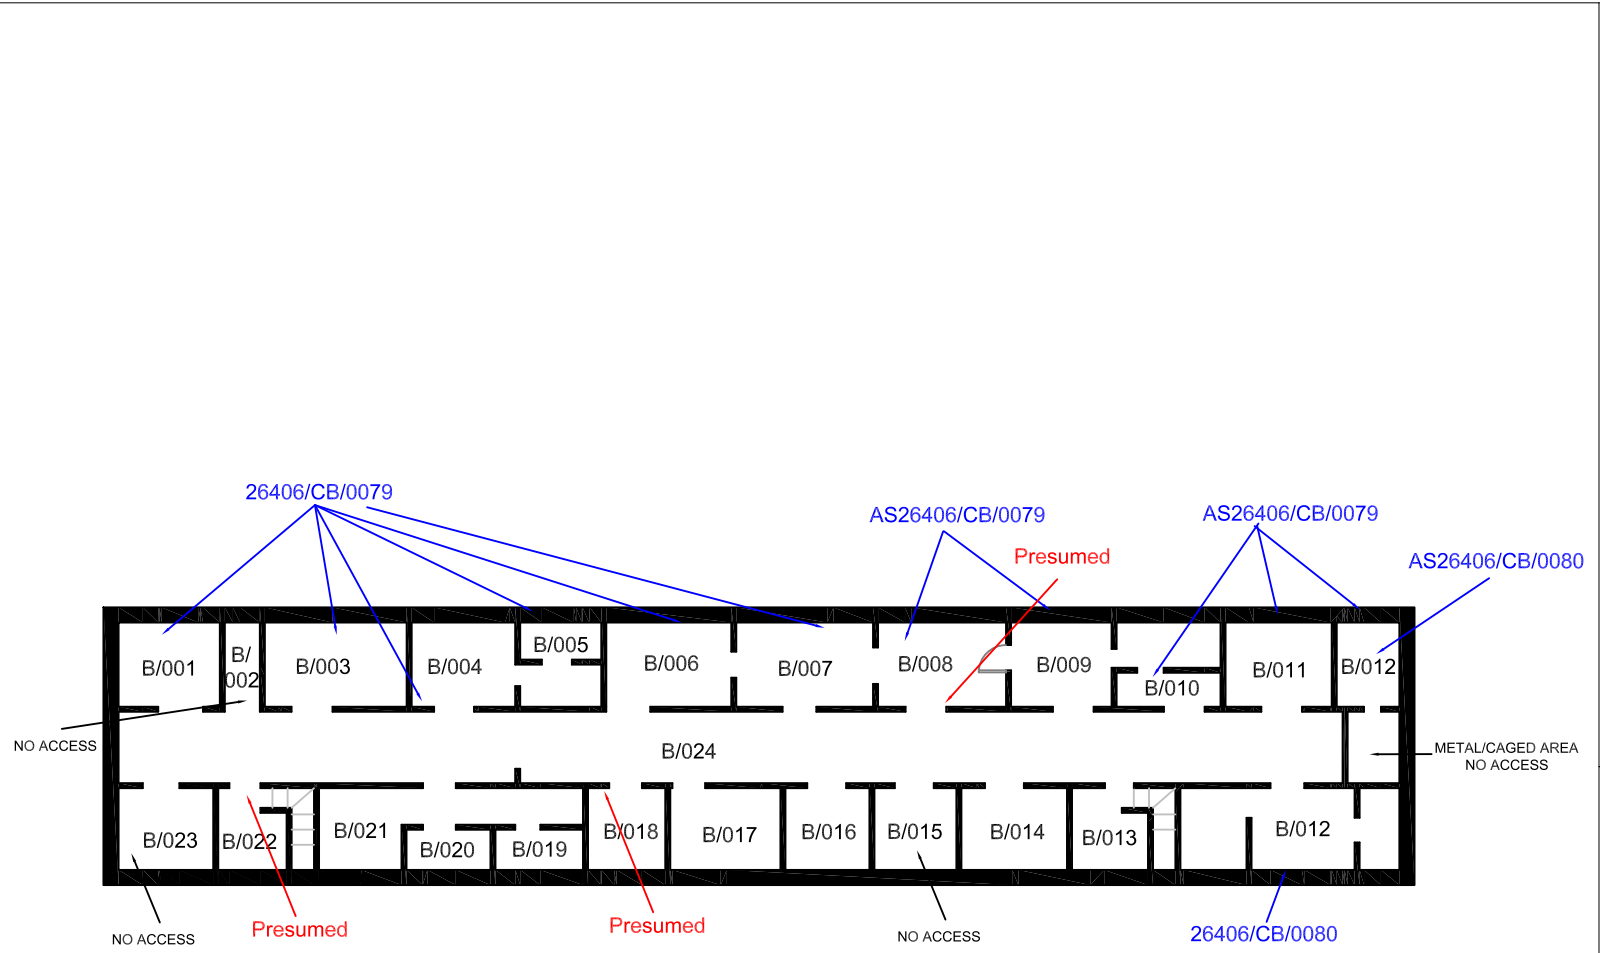 26406/CB/0079
AS26406/CB/0079
AS26406/CB/0079
Presumed
AS26406/CB/0080
B/001
B/
002
B/003
B/004
B/005
B/006
B/007
B/008
B/009
B/010
B/011
B/012
NO ACCESS
B/024
METAL/CAGED AREA
NO ACCESS
B/023
B/022
B/021
B/020
B/019
B/018
B/017
B/016
B/015
B/014
B/013
B/012
NO ACCESS
Presumed
Presumed
NO ACCESS
26406/CB/0080